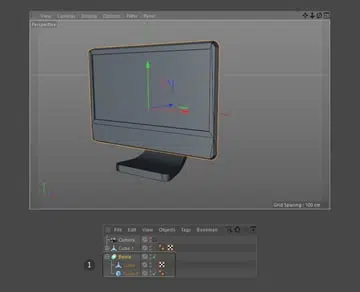 View Cameras Display Options Filter View Panel
Perspective
Grid Spacing : 100 cm
File Edit View Objects Tags Bookmark
Camera
Cube.1
1